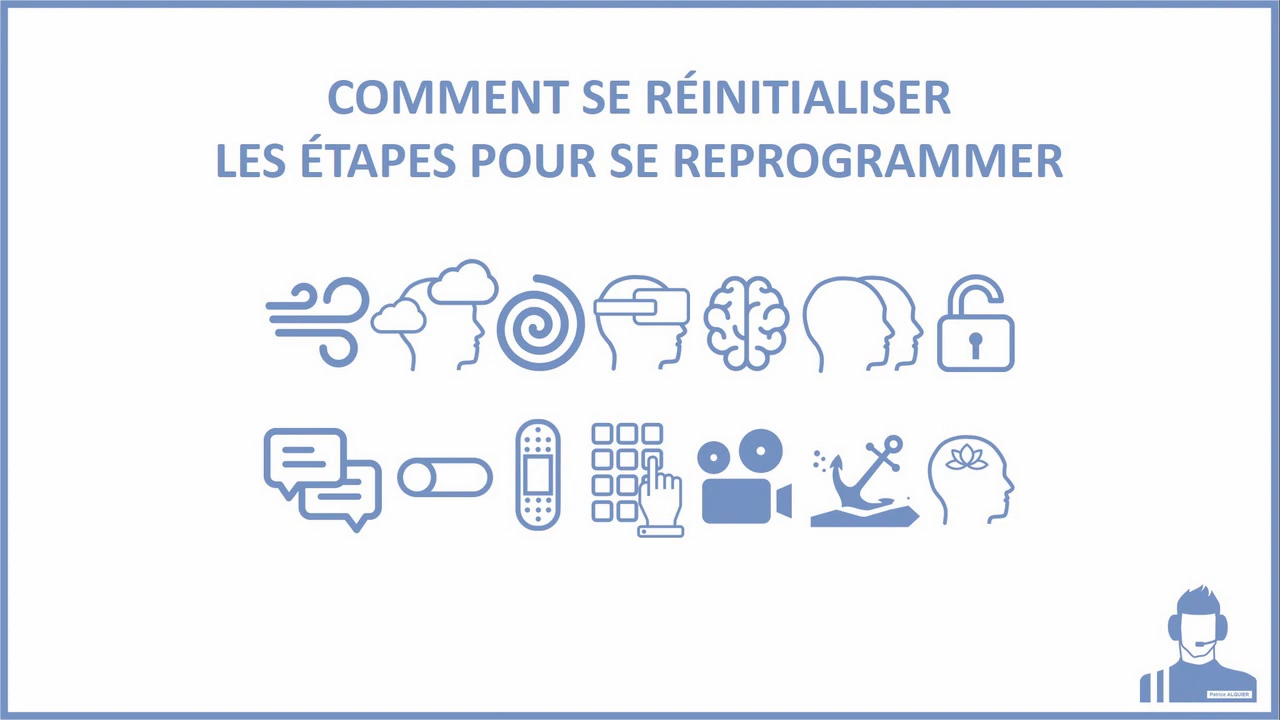 COMMENT SE RÉINITIALISER
LES ÉTAPES POUR SE REPROGRAMMER
Patrice ALQUIER